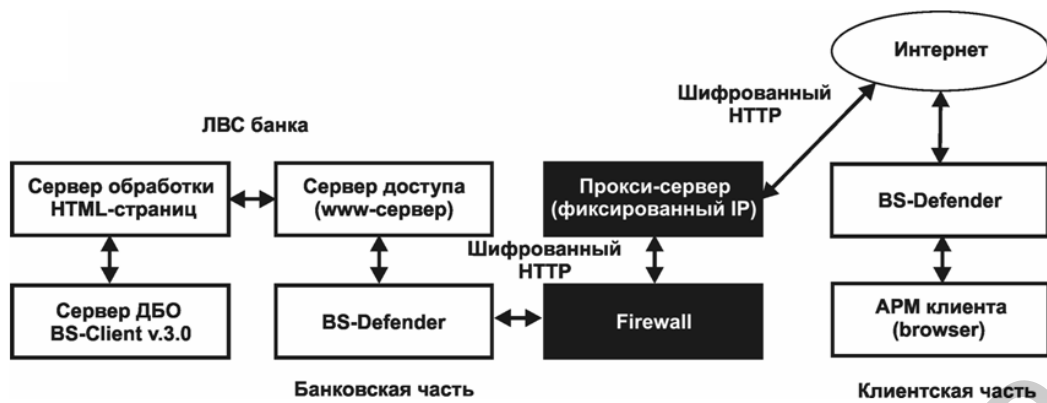 Интернет
Шифрованный
HTTP
ЛВС банка
Сервер обработки
HTML-страниц
Сервер доступа
(www-сервер)
Прокси-сервер
(фиксированный IP)
BS-Defender
Шифрованный
HTTP
Сервер ДБО
BS-Client v.3.0
BS-Defender
Firewall
АРМ клиента
(browser)
Банковская часть
Клиентская часть